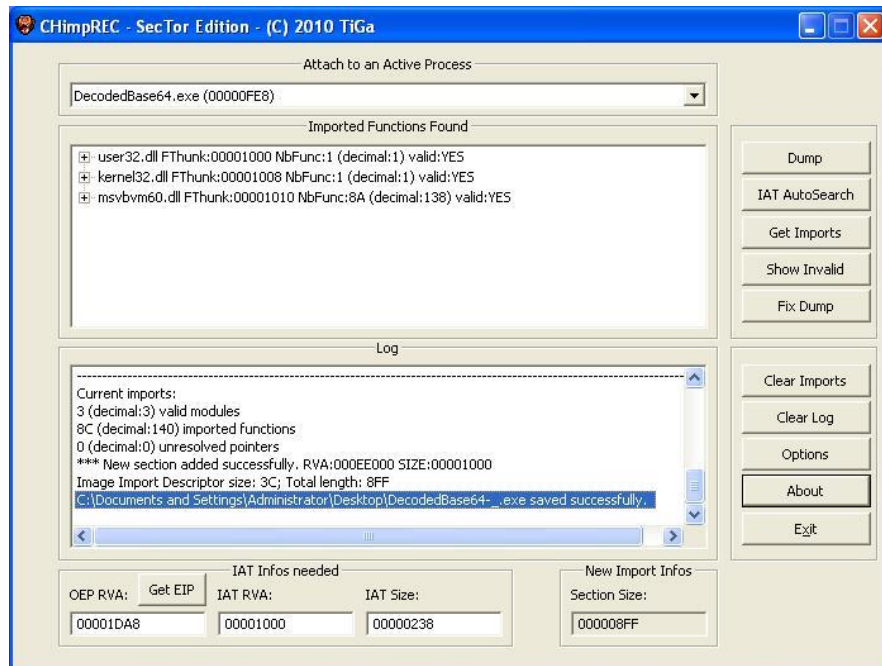 CHimpREC - SecTor Edition - (C) 2010 TiGa
Attach to an Active Process
DecodedBase64.exe (00000FE8)
Imported Functions Found
user32.dll FThunk:00001000 NbFunc:1 (decimal:1) valid:YES
kernel32.dll FThunk:00001008 NbFunc:1 (decimal:1) valid:YES
msvbvm60.dll FThunk:00001010 NbFunc:8A (decimal:138) valid:YES
Dump
IAT AutoSearch
Get Imports
Show Invalid
Fix Dump
Log
Current imports:
3 (decimal:3) valid modules
8C (decimal:140) imported functions
0 (decimal:0) unresolved pointers
*** New section added successfully. RVA:000EE000 SIZE:00001000
Image Import Descriptor size: 3C; Total length: 8FF
C:\Documents and Settings\Administrator\Desktop\DecodedBase64-_.exe saved successfully.
Clear Imports
Clear Log
Options
About
Exit
IAT Infos needed
OEP RVA:
Get EIP
IAT RVA:
IAT Size:
00001DA8
00001000
00000238
New Import Infos
Section Size:
000008FF